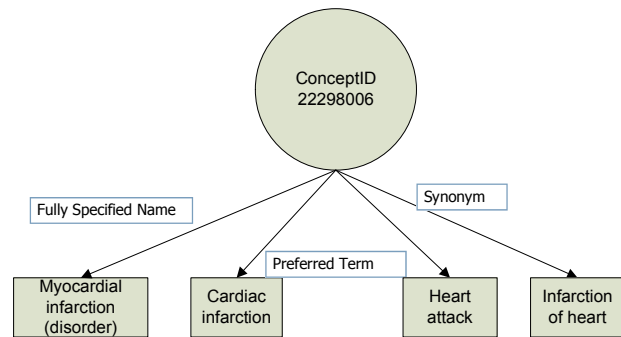 ConceptID
22298006
Fully Specified Name
Synonym
Preferred Term
Myocardial
infarction
(disorder)
Cardiac
infarction
Heart
attack
Infarction
of heart